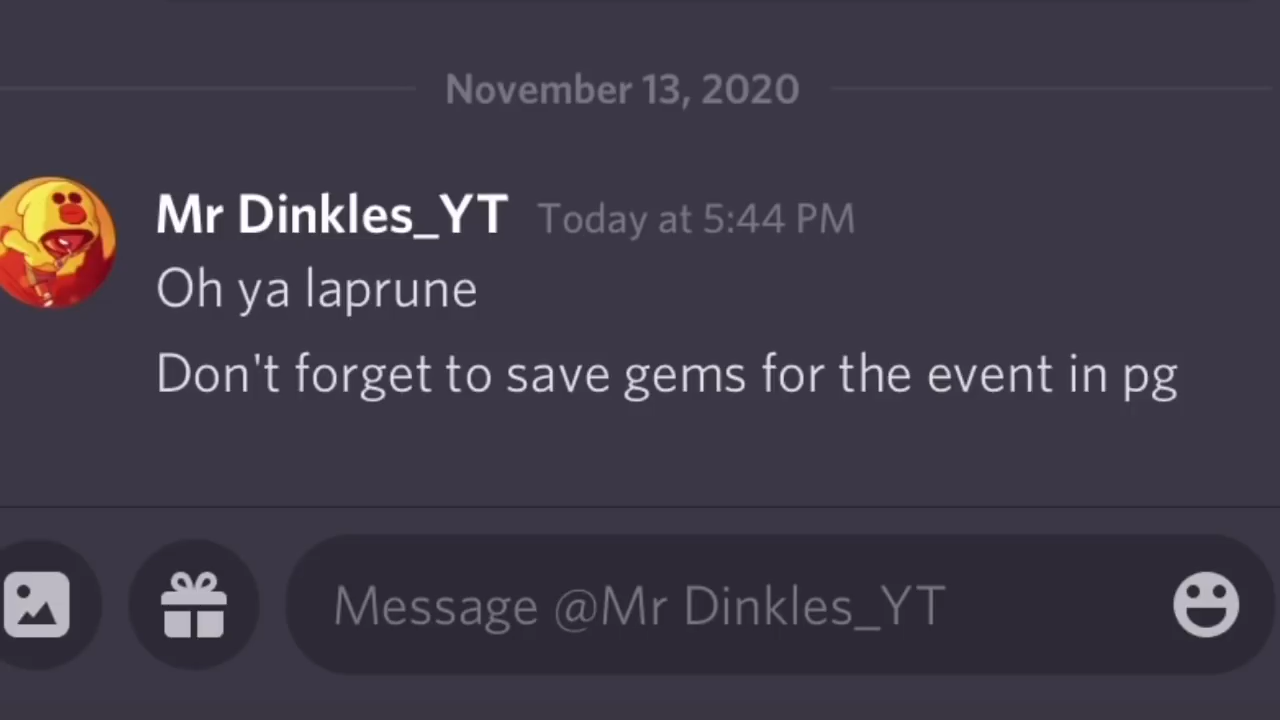 November 13, 2020
Mr Dinkles_YT Today at 5:44 PM
Oh ya laprune
Don't forget to save gems for the event in pg
Message @Mr Dinkles_YT